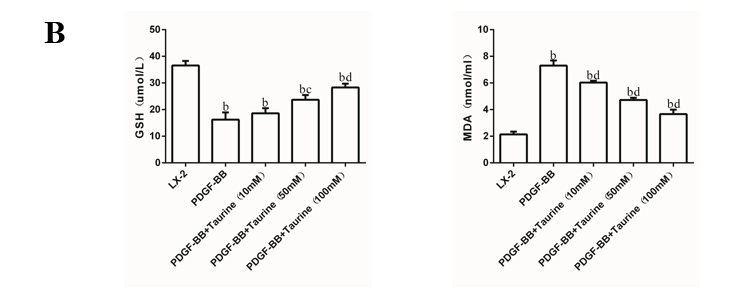 B
GSH (umol/L)
50
40
30
20
10
0
b
b
bc
bd
LX-2
PDGF-BB
PDGF-BB+Taurine (10mM)
PDGF-BB+Taurine (50mM)
PDGF-BB+Taurine (100mM)
MDA (nmol/ml)
10
8
6
4
2
0
b
bd
bd
bd
LX-2
PDGF-BB
PDGF-BB+Taurine (10mM)
PDGF-BB+Taurine (50mM)
PDGF-BB+Taurine (100mM)